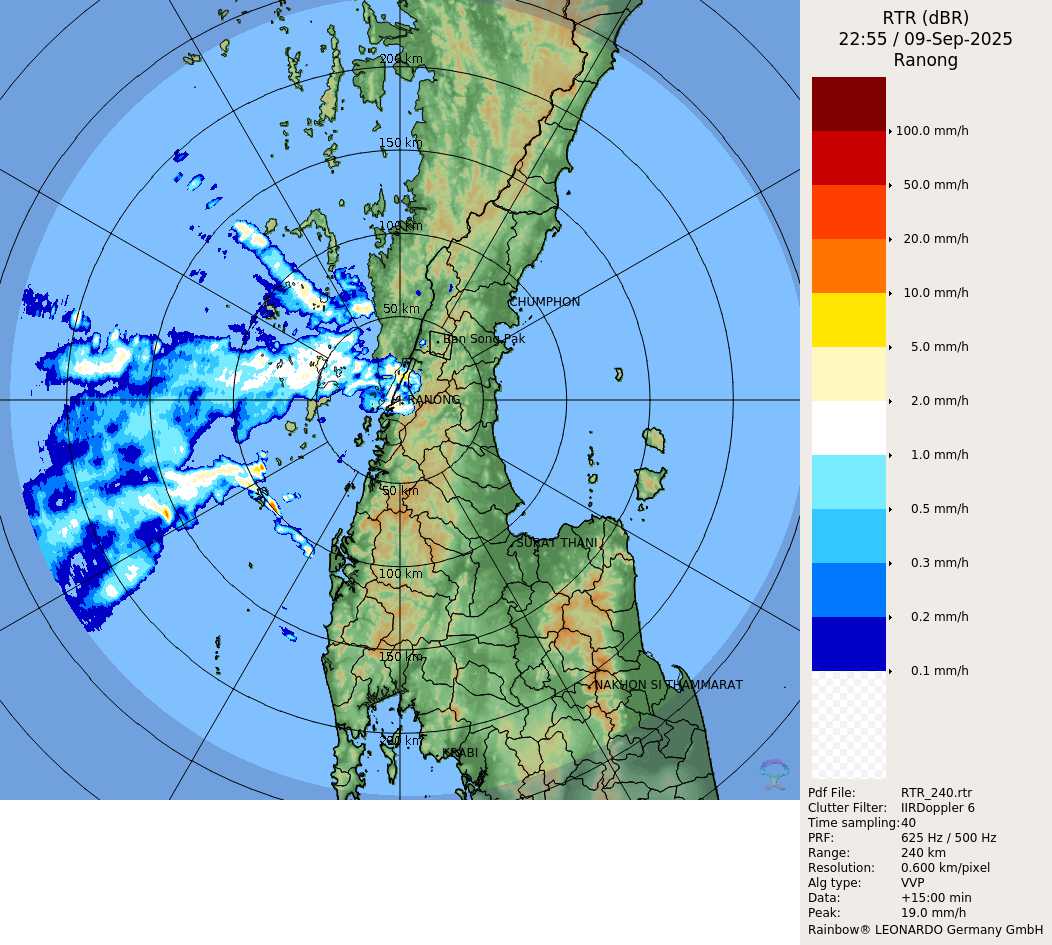 RTR (dBR)
22:55 / 09-Sep-2025
Ranong
100.0 mm/h
50.0 mm/h
20.0 mm/h
10.0 mm/h
5.0 mm/h
2.0 mm/h
1.0 mm/h
0.5 mm/h
0.3 mm/h
0.2 mm/h
0.1 mm/h
Pdf File: RTR_240.rtr
Clutter Filter: IIRDoppler 6
Time sampling: 40
PRF: 625 Hz / 500 Hz
Range: 240 km
Resolution: 0.600 km/pixel
Alg type: VVP
Data: +15:00 min
Peak: 19.0 mm/h
Rainbow® LEONARDO Germany GmbH
200 km
150 km
100 km
50 km
CHUMPHON
Ban Song Pak
RANONG
50 km
SURAT THANI
100 km
150 km
NAKHON SI THAMMARAT
200 km
KRABI